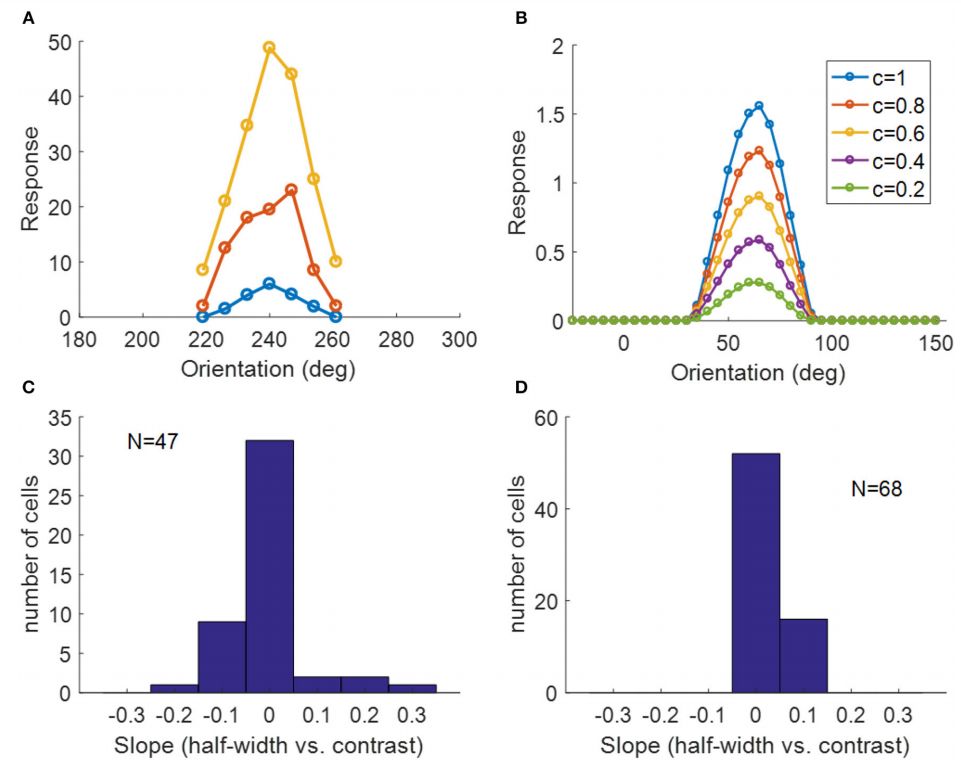 A
50
40
30
20
10
0
Response
180 200 220 240 260 280 300
Orientation (deg)
B
2
1.5
1
0.5
0
Response
0 50 100 150
Orientation (deg)
c=1
c=0.8
c=0.6
c=0.4
c=0.2
C
35
30
25
20
15
10
5
0
number of cells
N=47
-0.3 -0.2 -0.1 0 0.1 0.2 0.3
Slope (half-width vs. contrast)
D
60
40
20
0
number of cells
N=68
-0.3 -0.2 -0.1 0 0.1 0.2 0.3
Slope (half-width vs. contrast)